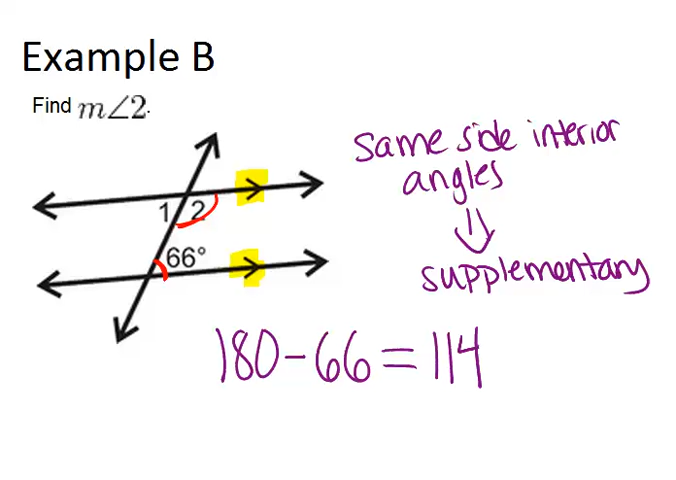 Example B
Find m∠2.
same side interior
angles
⇓
supplementary
1 2
66°
180-66=114